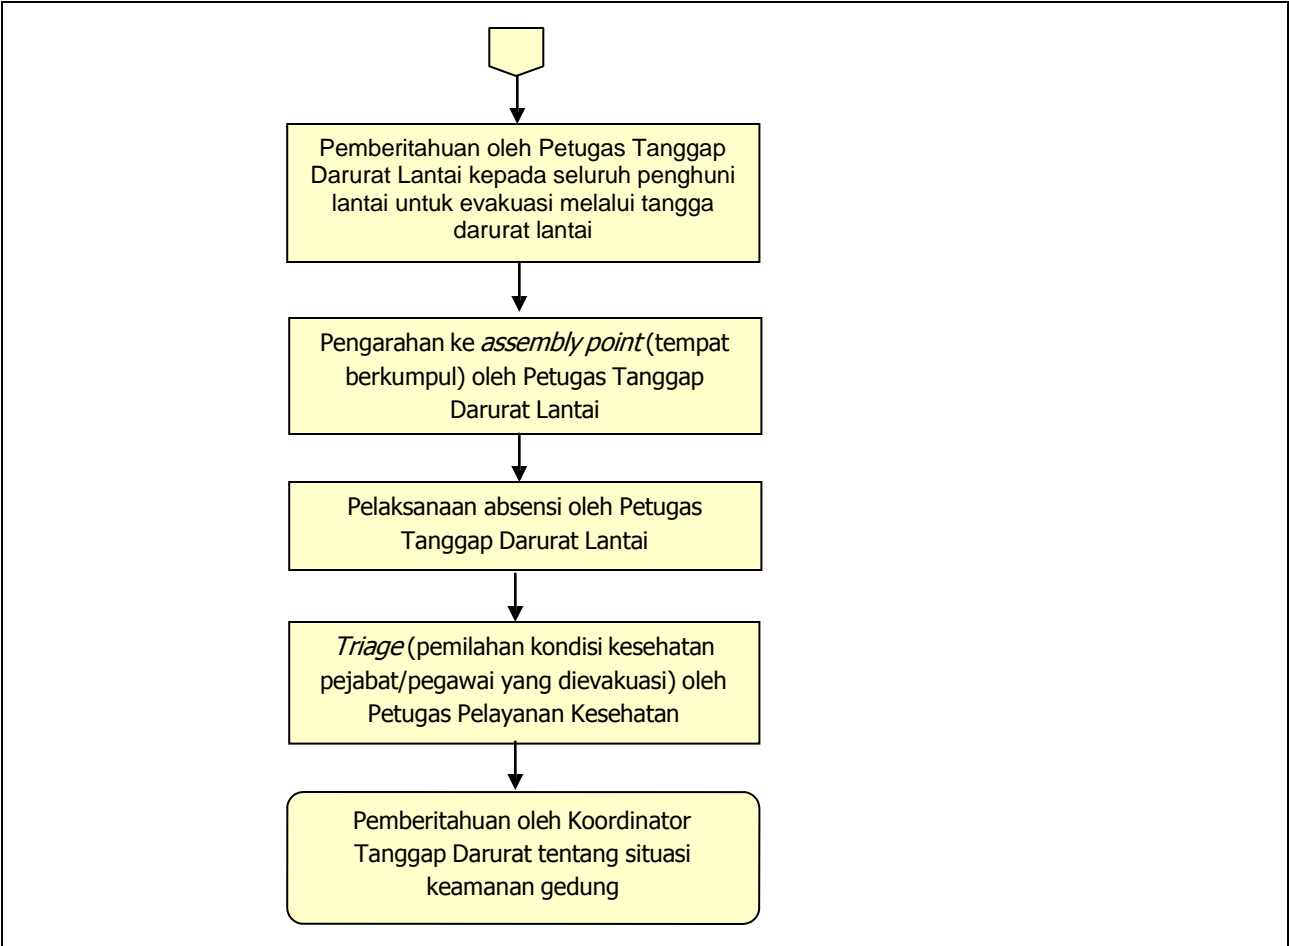 Pemberitahuan oleh Petugas Tanggap
Darurat Lantai kepada seluruh penghuni
lantai untuk evakuasi melalui tangga
darurat lantai
Pengarahan ke assembly point (tempat
berkumpul) oleh Petugas Tanggap
Darurat Lantai
Pelaksanaan absensi oleh Petugas
Tanggap Darurat Lantai
Triage (pemilahan kondisi kesehatan
pejabat/pegawai yang dievakuasi) oleh
Petugas Pelayanan Kesehatan
Pemberitahuan oleh Koordinator
Tanggap Darurat tentang situasi
keamanan gedung